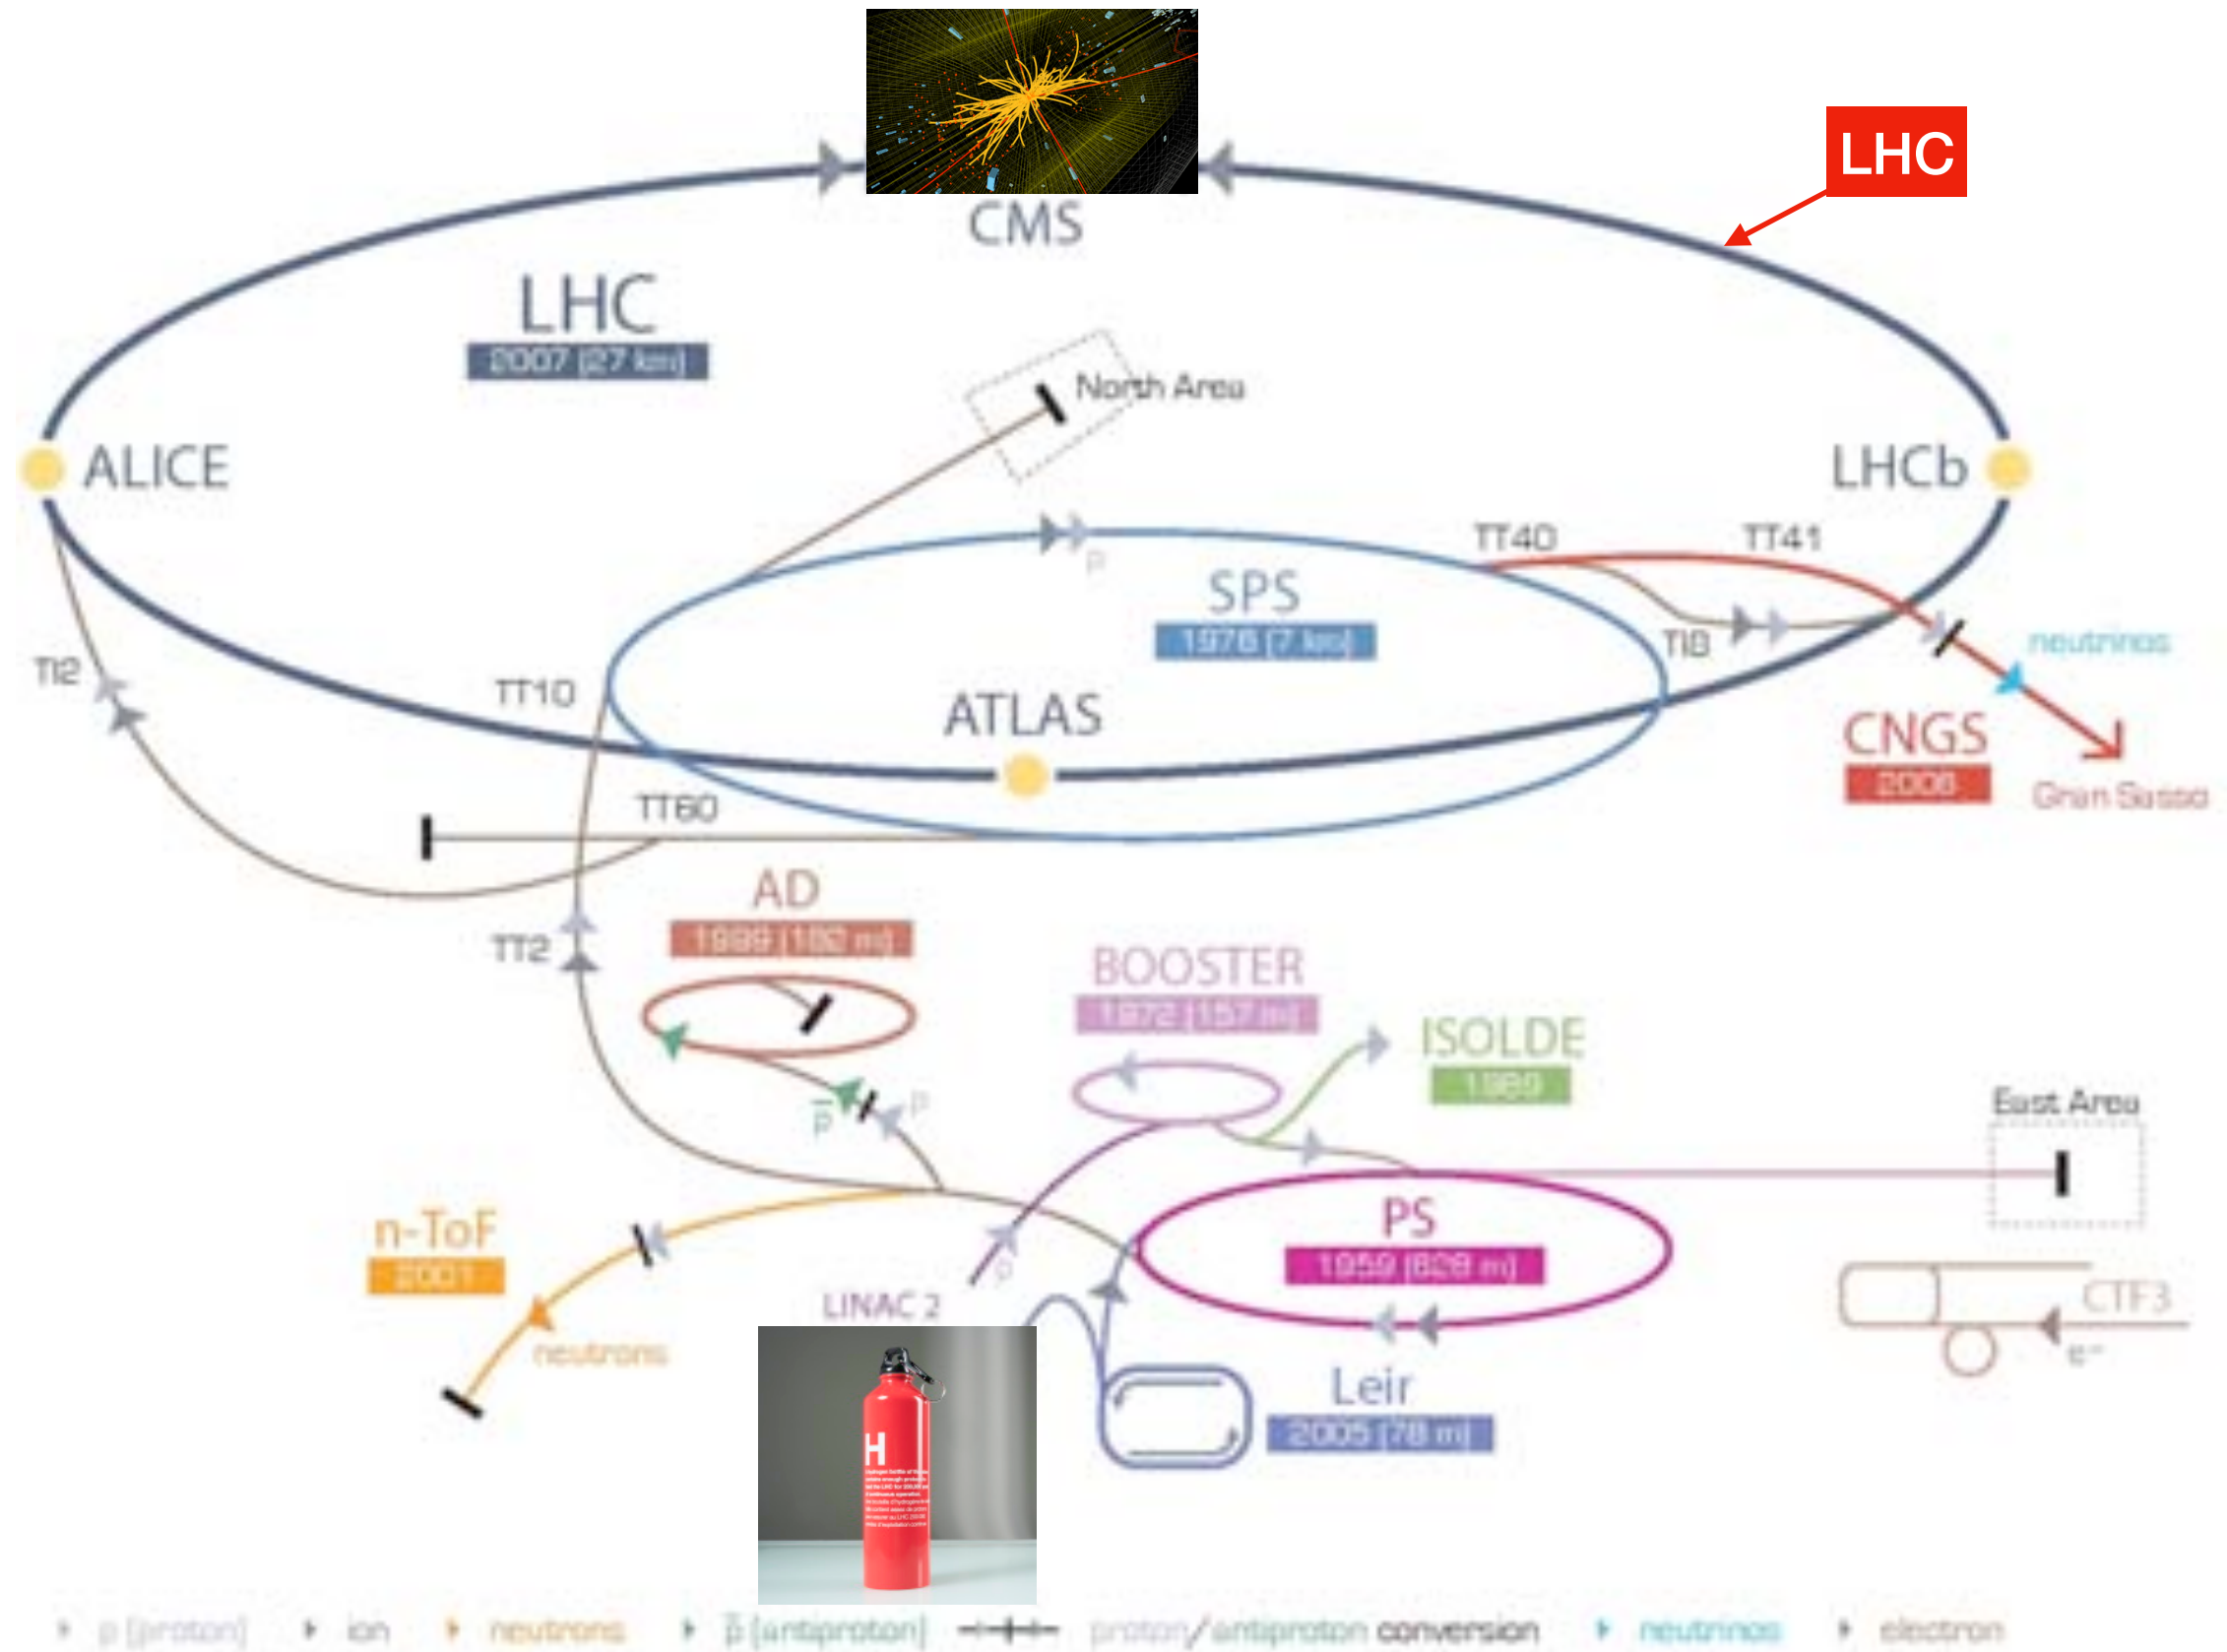 LHC
CMS
LHC
2007 (27 km)
North Area
ALICE
LHCb
TT40
TT41
p
SPS
1976 (7 km)
TI8
neutrinos
TI2
TT10
ATLAS
CNGS
2006
Gran Sasso
TT60
AD
1999 (182 m)
TT2
BOOSTER
1972 (157 m)
ISOLDE
1989
East Area
p
p̄
n-ToF
2001
PS
1959 (628 m)
p
LINAC 2
neutrons
CTF3
e–
Leir
2005 (78 m)
H
p (proton)
ion
neutrons
p̄ (antiproton)
proton/antiproton conversion
neutrinos
electron